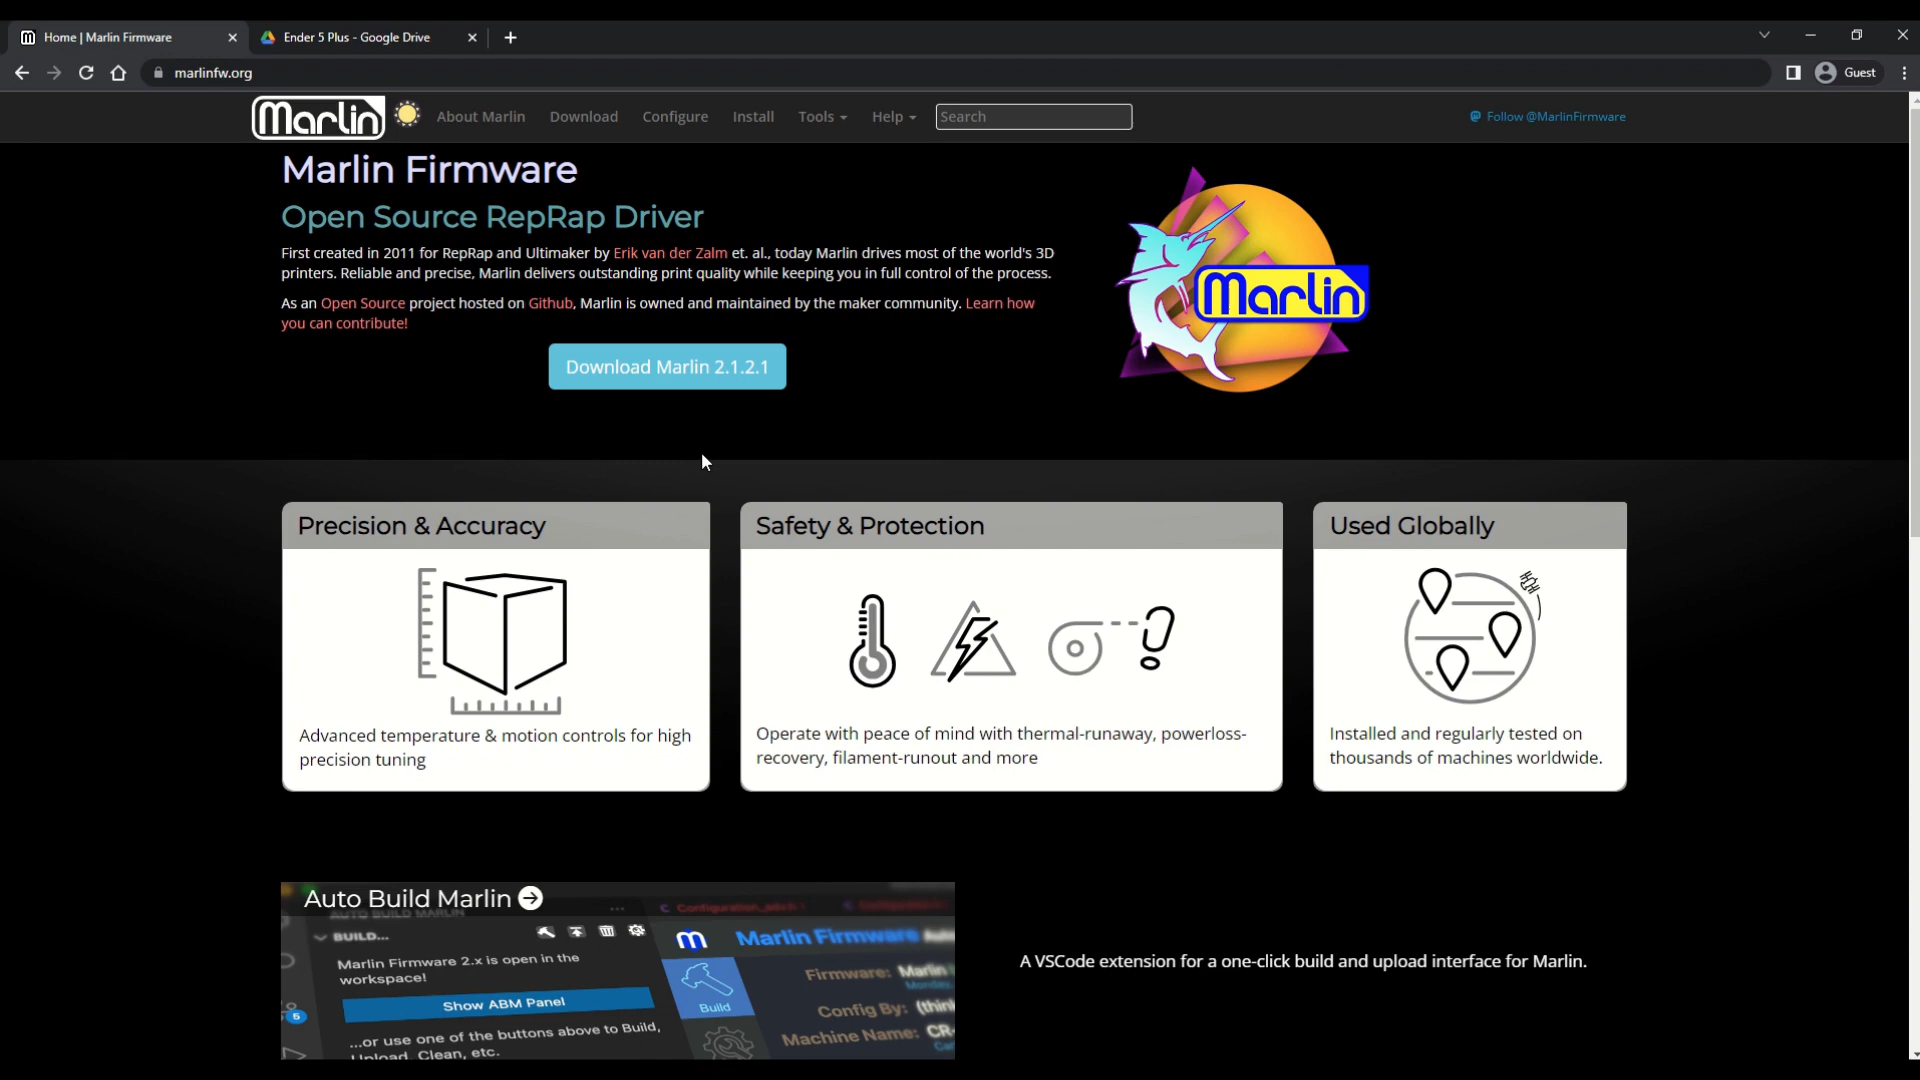 Home | Marlin Firmware
Ender 5 Plus - Google Drive
marlinfw.org
Guest
Marlin
About Marlin
Download
Configure
Install
Tools
Help
Search
Follow @MarlinFirmware
Marlin Firmware
Open Source RepRap Driver
First created in 2011 for RepRap and Ultimaker by Erik van der Zalm et. al., today Marlin drives most of the world's 3D
printers. Reliable and precise, Marlin delivers outstanding print quality while keeping you in full control of the process.
As an Open Source project hosted on Github, Marlin is owned and maintained by the maker community. Learn how
you can contribute!
Download Marlin 2.1.2.1
Marlin
Precision & Accuracy
Advanced temperature & motion controls for high
precision tuning
Safety & Protection
Operate with peace of mind with thermal-runaway, powerloss-
recovery, filament-runout and more
Used Globally
Installed and regularly tested on
thousands of machines worldwide.
Auto Build Marlin
AUTO BUILD MARLIN
BUILD...
Marlin Firmware 2.x is open in the
workspace!
Show ABM Panel
...or use one of the buttons above to Build,
Upload, Clean, etc.
5
Marlin Firmware
Build
Firmware: Marlin
Monday,
Config By: (thin
Machine Name: CR-
A VSCode extension for a one-click build and upload interface for Marlin.